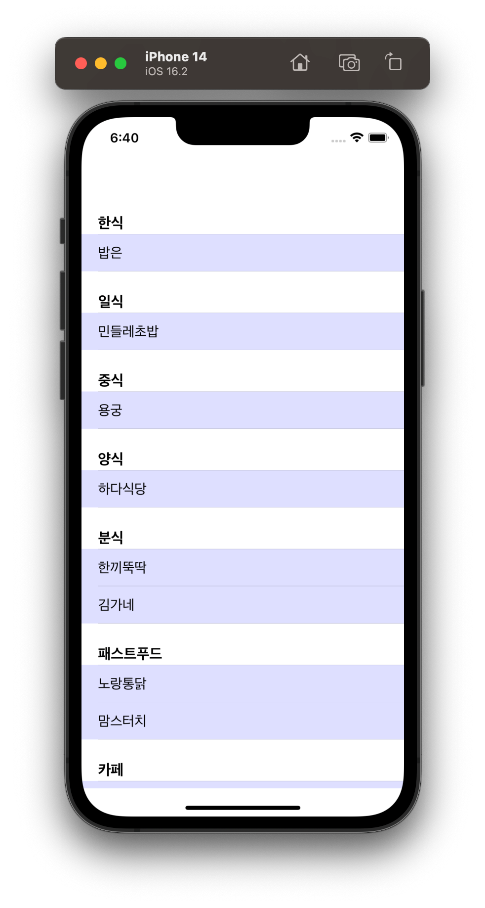 iPhone 14
iOS 16.2
6:40
한식
밥은
일식
민들레초밥
중식
용궁
양식
하다식당
분식
한끼뚝딱
김가네
패스트푸드
노랑통닭
맘스터치
카페